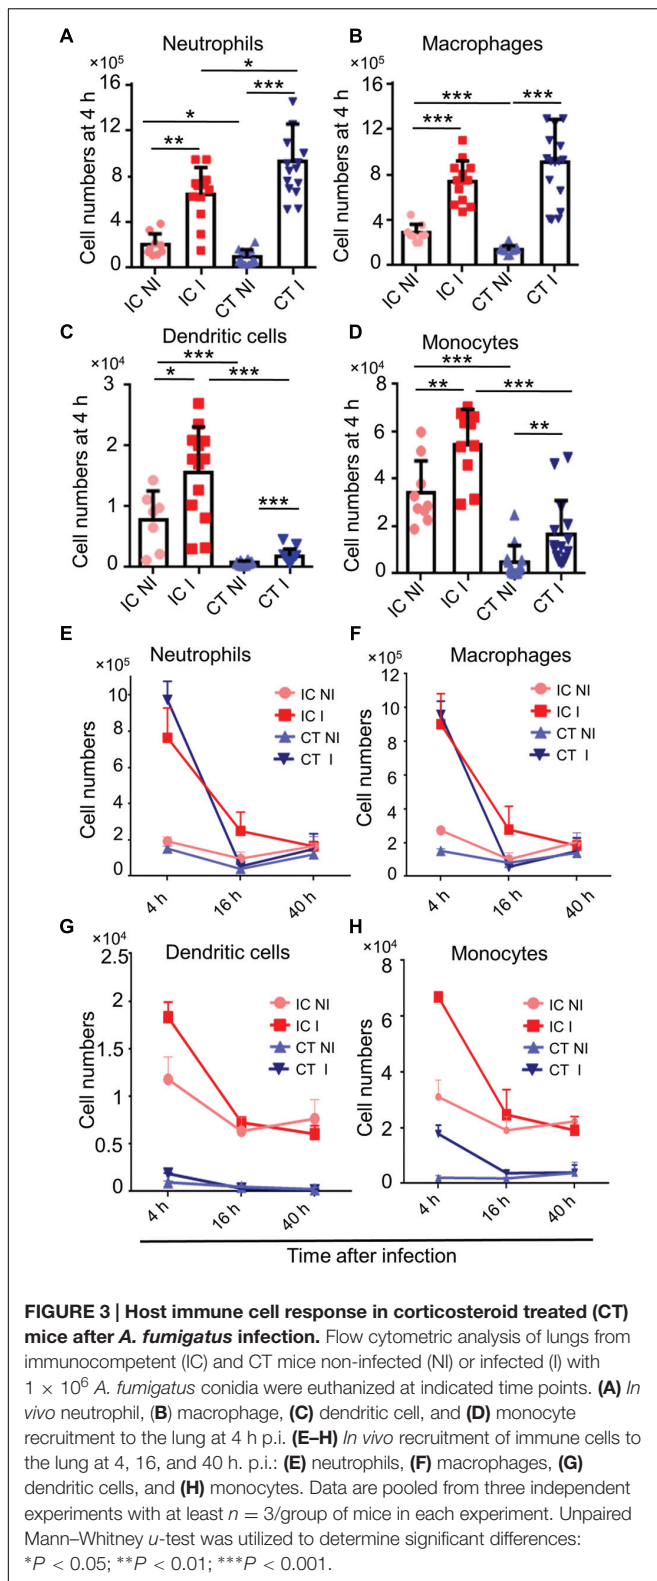 A Neutrophils
×10⁵
Cell numbers at 4 h
16
12
8
4
0
* ***
* **
IC NI IC I CT NI CT I
B Macrophages
×10⁵
Cell numbers at 4 h
16
12
8
4
0
*** ***
***
IC NI IC I CT NI CT I
C Dendritic cells
×10⁴
Cell numbers at 4 h
3
2
1
0
***
* ***
***
IC NI IC I CT NI CT I
D Monocytes
×10⁴
Cell numbers at 4 h
8
6
4
2
0
***
** ***
**
IC NI IC I CT NI CT I
E Neutrophils
×10⁵
Cell numbers
10
8
6
4
2
0
IC NI
IC I
CT NI
CT I
4 h 16 h 40 h
F Macrophages
×10⁵
Cell numbers
12
10
8
6
4
2
0
IC NI
IC I
CT NI
CT I
4 h 16 h 40 h
G Dendritic cells
×10⁴
Cell numbers
2.5
2
1.5
1
0.5
0
IC NI
IC I
CT NI
CT I
4 h 16 h 40 h
H Monocytes
×10⁴
Cell numbers
8
6
4
2
0
IC NI
IC I
CT NI
CT I
4 h 16 h 40 h
Time after infection
FIGURE 3 | Host immune cell response in corticosteroid treated (CT)
mice after A. fumigatus infection. Flow cytometric analysis of lungs from
immunocompetent (IC) and CT mice non-infected (NI) or infected (I) with
1 × 10⁶ A. fumigatus conidia were euthanized at indicated time points. (A) In
vivo neutrophil, (B) macrophage, (C) dendritic cell, and (D) monocyte
recruitment to the lung at 4 h p.i. (E–H) In vivo recruitment of immune cells to
the lung at 4, 16, and 40 h. p.i.: (E) neutrophils, (F) macrophages, (G)
dendritic cells, and (H) monocytes. Data are pooled from three independent
experiments with at least n = 3/group of mice in each experiment. Unpaired
Mann–Whitney u-test was utilized to determine significant differences:
*P < 0.05; **P < 0.01; ***P < 0.001.